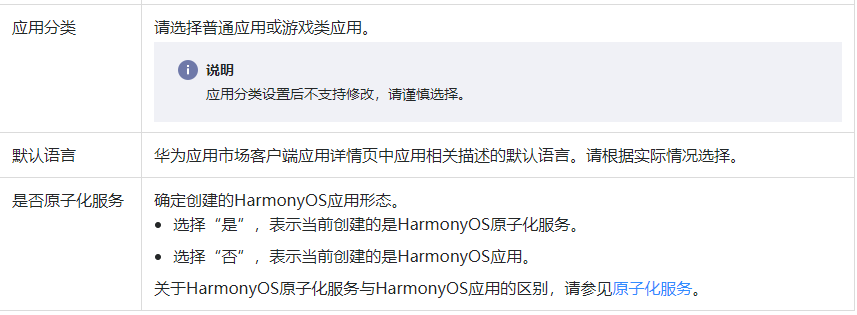 应用分类
请选择普通应用或游戏类应用。
说明
应用分类设置后不支持修改，请谨慎选择。
默认语言
华为应用市场客户端应用详情页中应用相关描述的默认语言。请根据实际情况选择。
是否原子化服务
确定创建的HarmonyOS应用形态。
• 选择“是”，表示当前创建的是HarmonyOS原子化服务。
• 选择“否”，表示当前创建的是HarmonyOS应用。
关于HarmonyOS原子化服务与HarmonyOS应用的区别，请参见原子化服务。